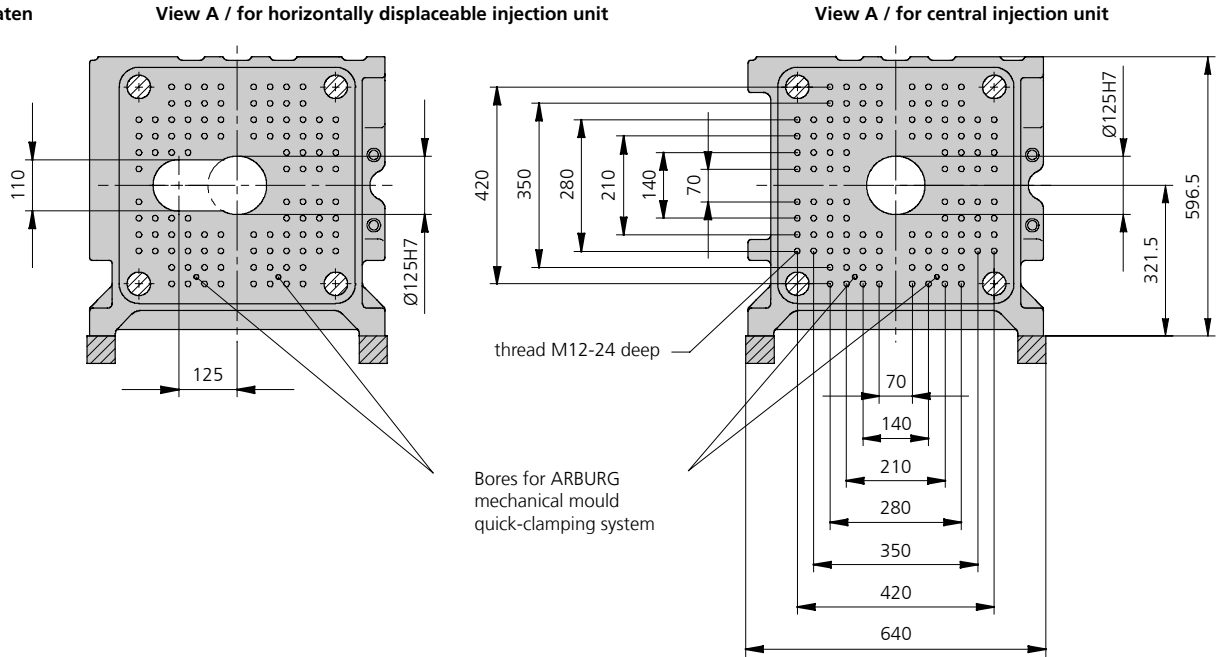 aten
View A / for horizontally displaceable injection unit
View A / for central injection unit
110
Ø125H7
125
420
350
280
210
140
70
Ø125H7
596.5
321.5
thread M12-24 deep
Bores for ARBURG
mechanical mould
quick-clamping system
70
140
210
280
350
420
640